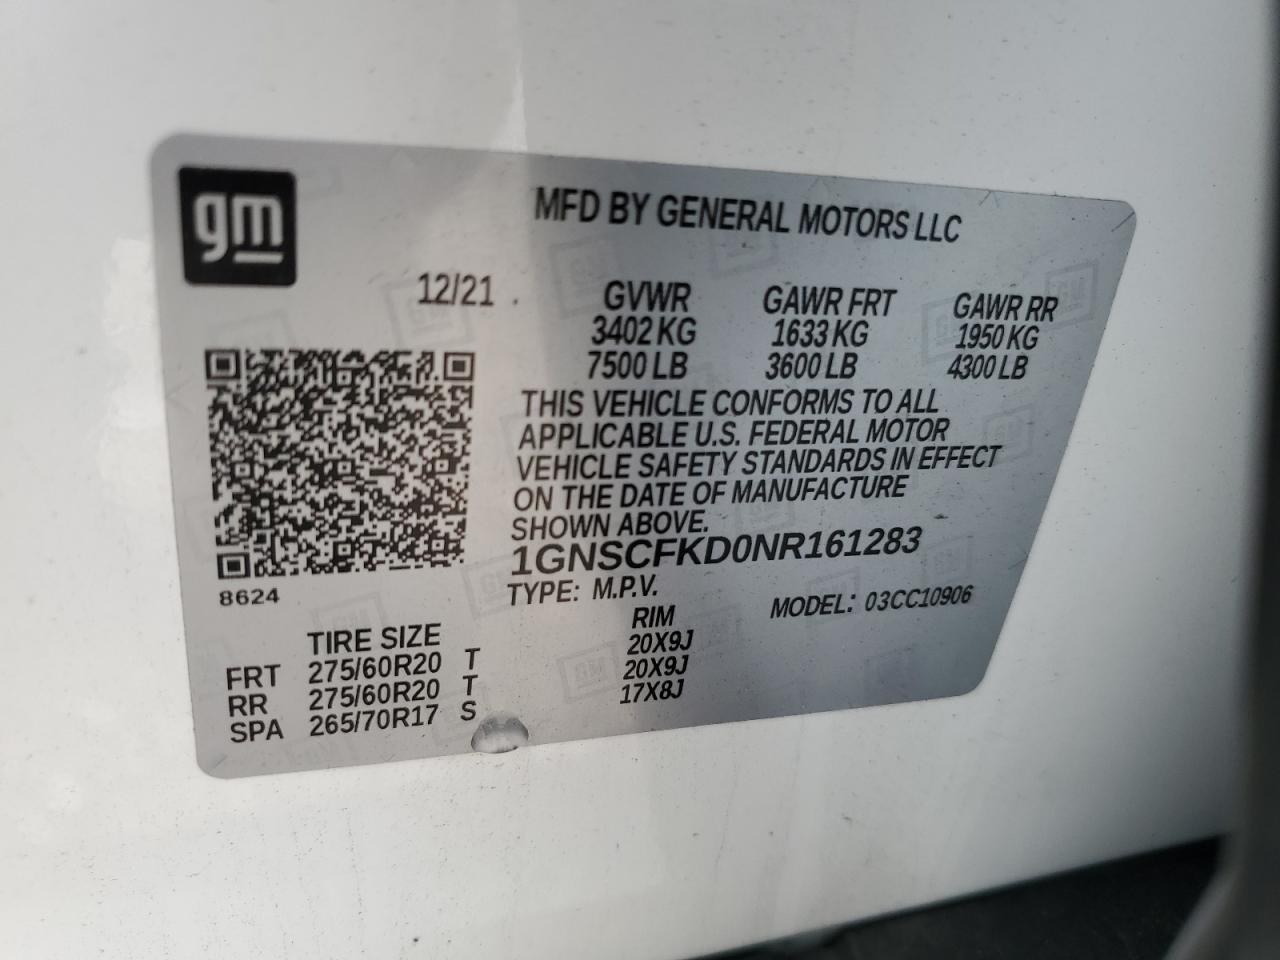 gm
MFD BY GENERAL MOTORS LLC
12/21 GVWR GAWR FRT GAWR RR
3402 KG 1633 KG 1950 KG
7500 LB 3600 LB 4300 LB
THIS VEHICLE CONFORMS TO ALL
APPLICABLE U.S. FEDERAL MOTOR
VEHICLE SAFETY STANDARDS IN EFFECT
ON THE DATE OF MANUFACTURE
SHOWN ABOVE.
1GNSCFKD0NR161283
8624
TYPE: M.P.V. MODEL: 03CC10906
TIRE SIZE RIM
FRT 275/60R20 T 20X9J
RR 275/60R20 T 20X9J
SPA 265/70R17 S 17X8J